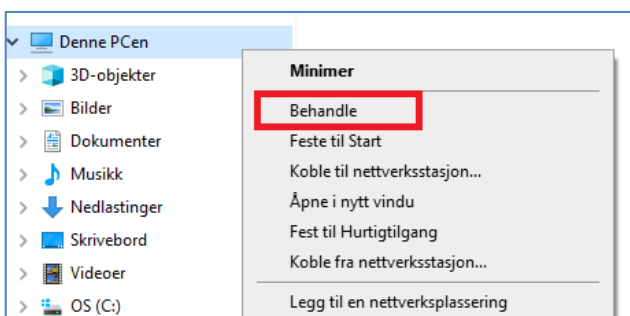 Denne PCen
3D-objekter
Bilder
Dokumenter
Musikk
Nedlastinger
Skrivebord
Videoer
OS (C:)
Minimer
Behandle
Feste til Start
Koble til nettverksstasjon...
Åpne i nytt vindu
Fest til Hurtigtilgang
Koble fra nettverksstasjon...
Legg til en nettverksplassering